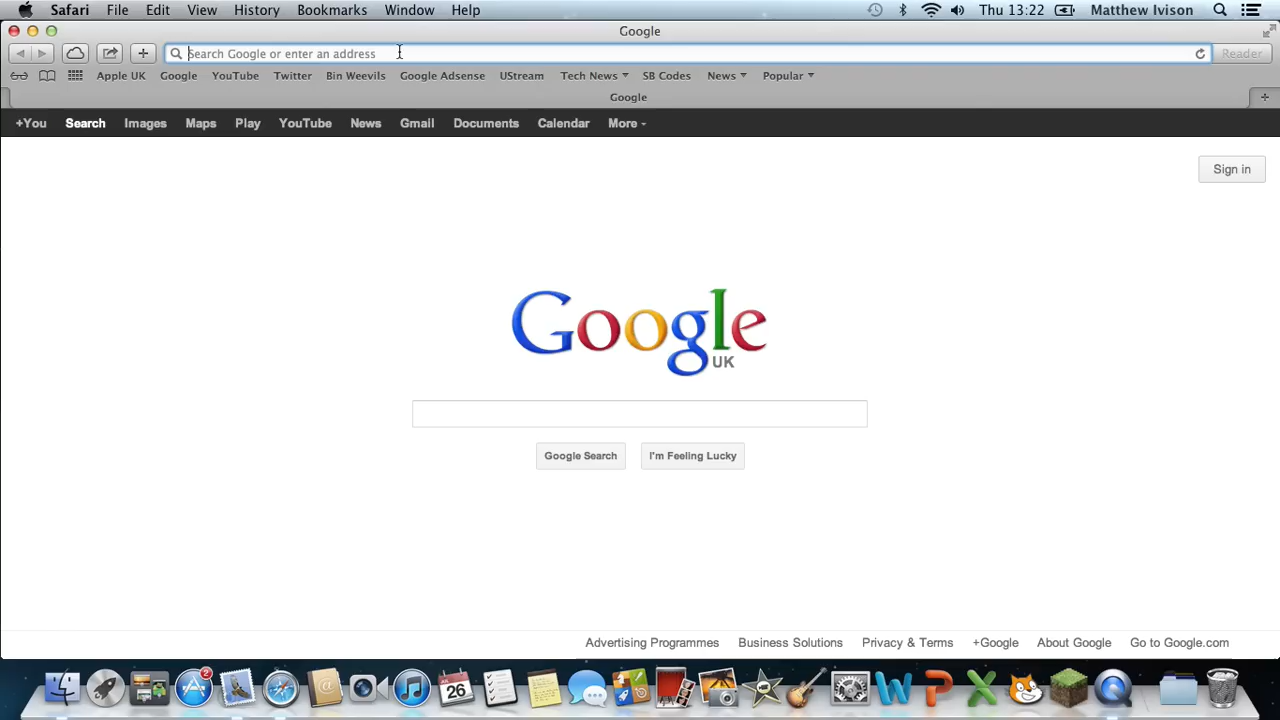 Safari File Edit View History Bookmarks Window Help Thu 13:22 Matthew Ivison
Google
Search Google or enter an address Reader
Apple UK Google YouTube Twitter Bin Weevils Google Adsense UStream Tech News SB Codes News Popular
Google
+You Search Images Maps Play YouTube News Gmail Documents Calendar More
Sign in
Google
UK
Google Search I'm Feeling Lucky
Advertising Programmes Business Solutions Privacy & Terms +Google About Google Go to Google.com
2
JUL
26
W P X